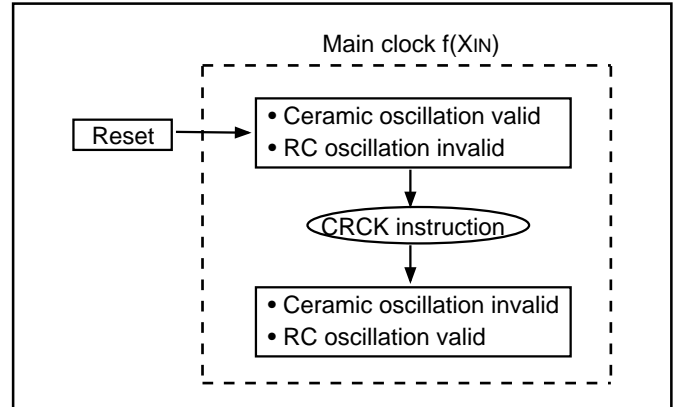 Main clock f(XIN)
Reset
• Ceramic oscillation valid
• RC oscillation invalid
CRCK instruction
• Ceramic oscillation invalid
• RC oscillation valid